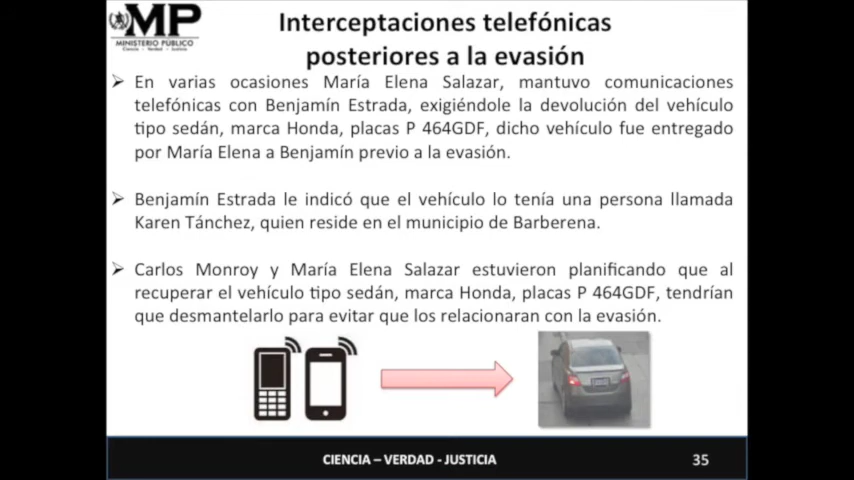 MP
MINISTERIO PÚBLICO
Ciencia - Verdad - Justicia
Interceptaciones telefónicas
posteriores a la evasión
➢ En varias ocasiones María Elena Salazar, mantuvo comunicaciones
telefónicas con Benjamín Estrada, exigiéndole la devolución del vehículo
tipo sedán, marca Honda, placas P 464GDF, dicho vehículo fue entregado
por María Elena a Benjamín previo a la evasión.
➢ Benjamín Estrada le indicó que el vehículo lo tenía una persona llamada
Karen Tánchez, quien reside en el municipio de Barberena.
➢ Carlos Monroy y María Elena Salazar estuvieron planificando que al
recuperar el vehículo tipo sedán, marca Honda, placas P 464GDF, tendrían
que desmantelarlo para evitar que los relacionaran con la evasión.
CIENCIA – VERDAD - JUSTICIA
35